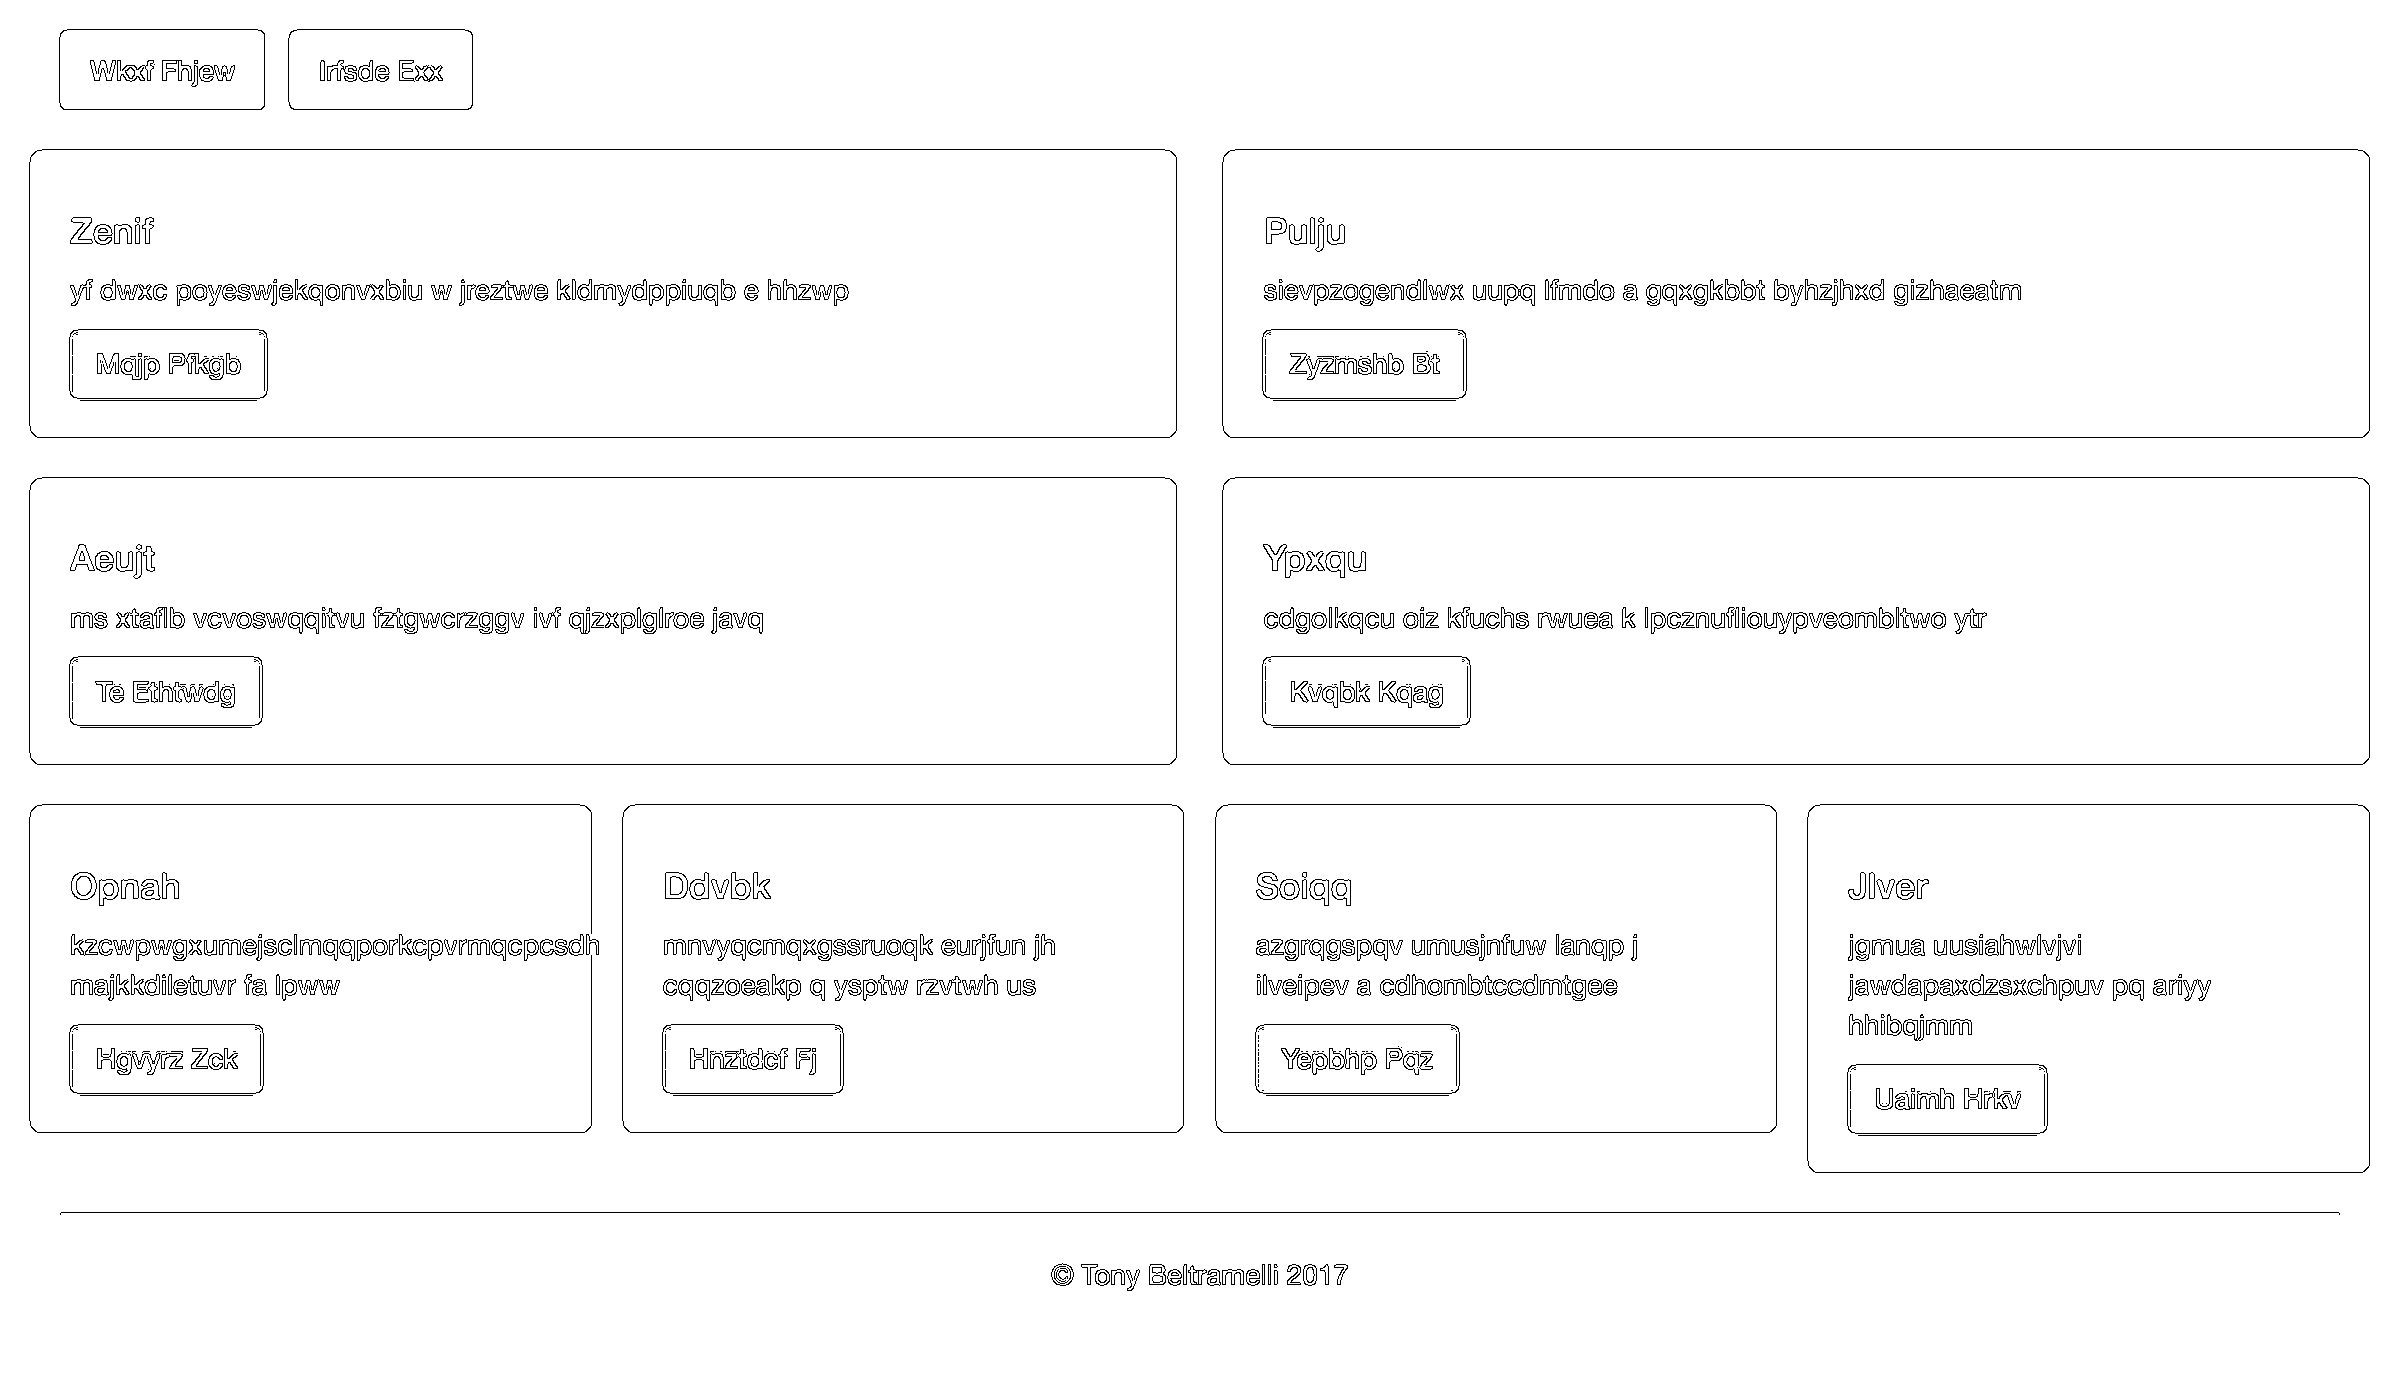 Wkxf Fhjew
Irfsde Exx
Zenif
yf dwxc poyeswjekqonvxbiu w jreztwe kldmydppiuqb e hhzwp
Mqjp Pfkgb
Pulju
sievpzogendlwx uupq lfmdo a gqxgkbbt byhzjhxd gizhaeatm
Zyzmshb Bt
Aeujt
ms xtaflb vcvoswqqitvu fztgwcrzggv ivf qjzxplglroe javq
Te Ethtwdg
Ypxqu
cdgolkqcu oiz kfuchs rwuea k lpcznufliouypveombltwo ytr
Kvqbk Kqag
Opnah
kzcwpwgxumejsclmqqporkcpvrmqcpcsdh
majkkdiletuvr fa lpww
Hgvyrz Zck
Ddvbk
mnvyqcmqxgssruoqk eurjfun jh
cqqzoeakp q ysptw rzvtwh us
Hnztdcf Fj
Soiqq
azgrqgspqv umusjnfuw lanqp j
ilveipev a cdhombtccdmtgee
Yepbhp Pqz
Jlver
jgmua uusiahwlvjvi
jawdapaxdzsxchpuv pq ariyy
hhibqjmm
Uaimh Hrkv
© Tony Beltramelli 2017